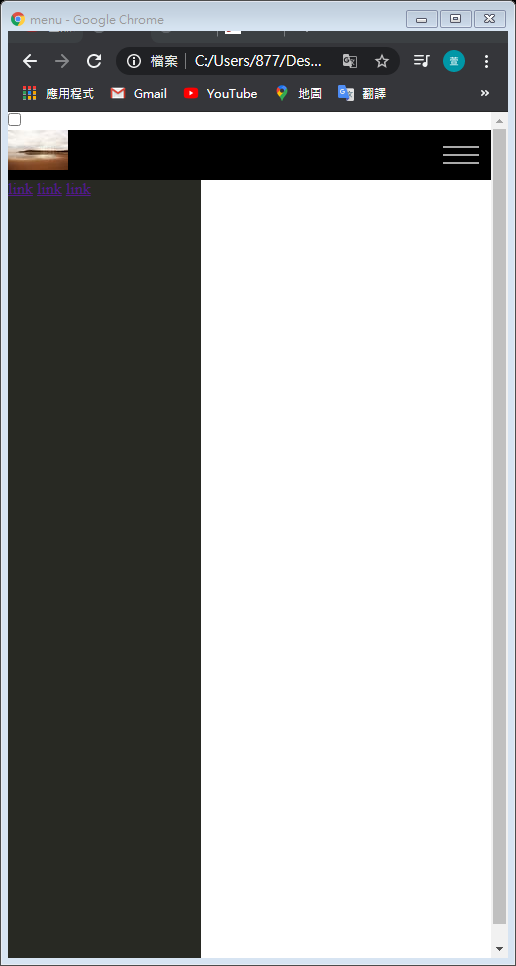 menu - Google Chrome
檔案 C:/Users/877/Des...
萱
應用程式 Gmail YouTube 地圖 翻譯 »
link link link